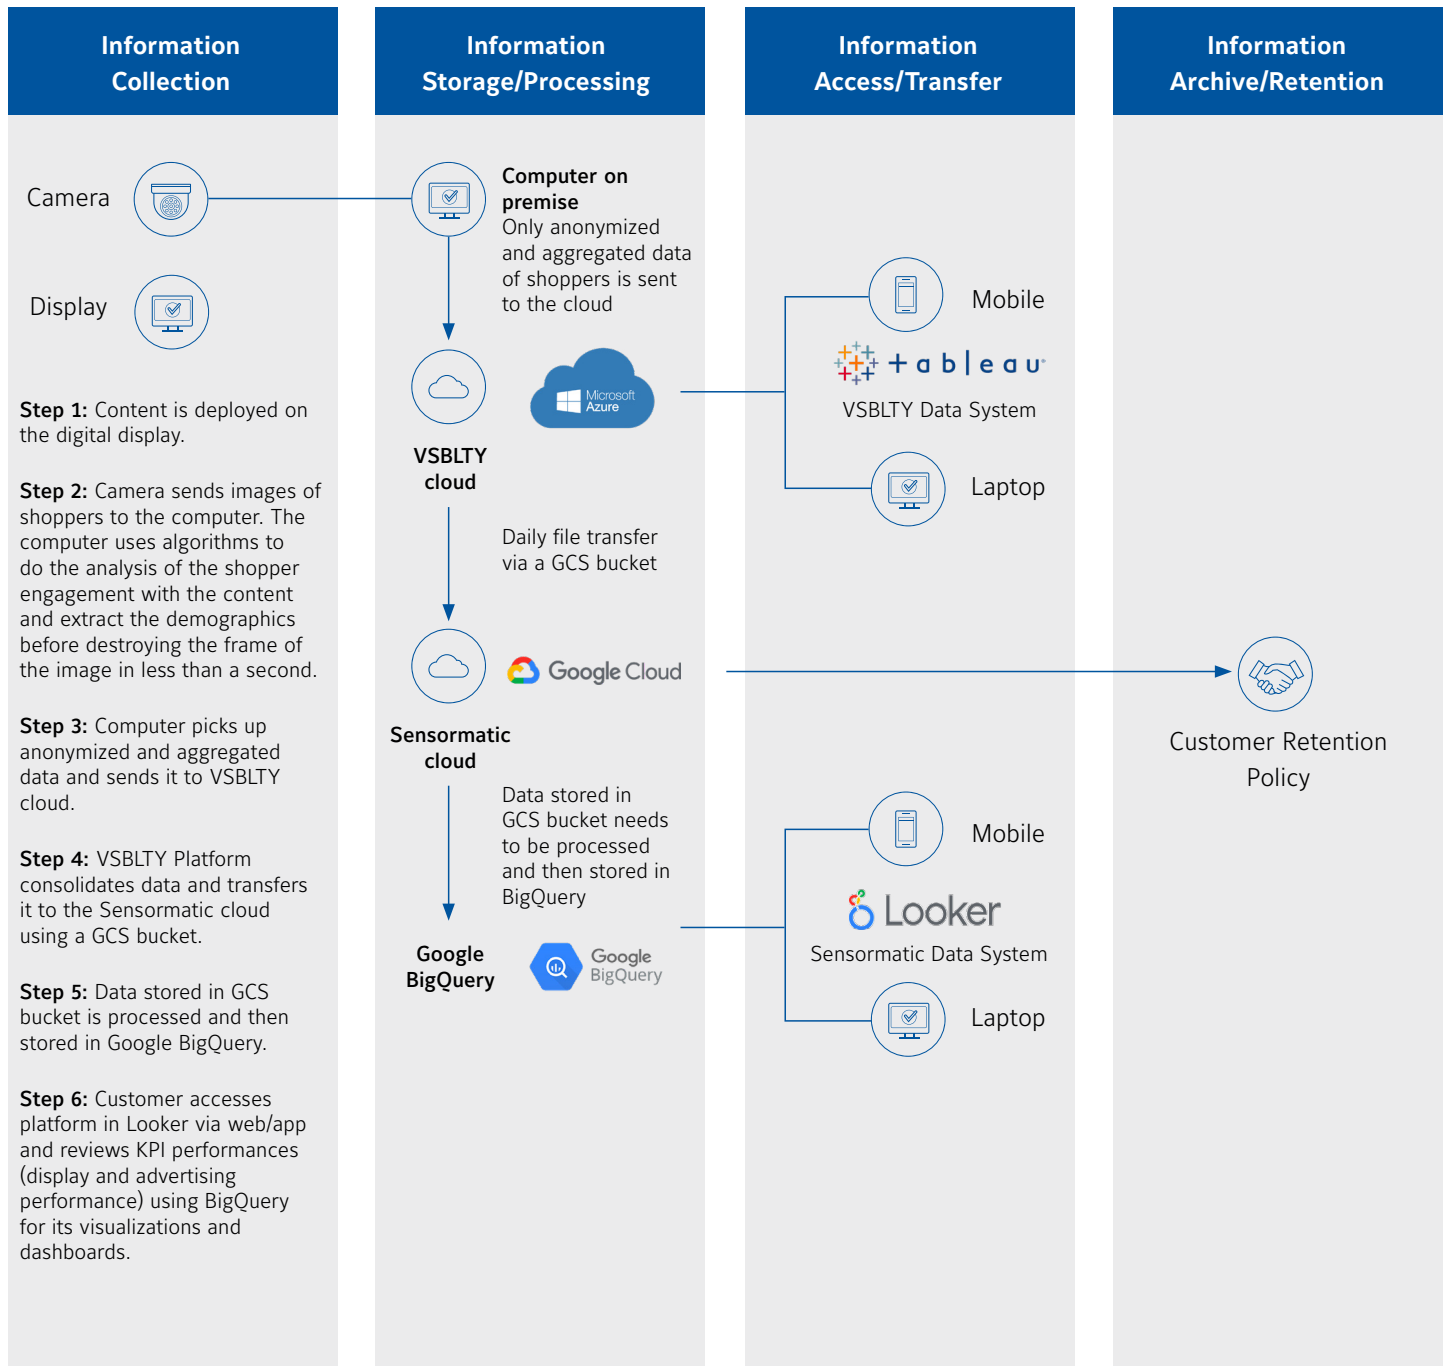 Information
Collection
Camera
Display
Step 1: Content is deployed on
the digital display.
Step 2: Camera sends images of
shoppers to the computer. The
computer uses algorithms to
do the analysis of the shopper
engagement with the content
and extract the demographics
before destroying the frame of
the image in less than a second.
Step 3: Computer picks up
anonymized and aggregated
data and sends it to VSBLTY
cloud.
Step 4: VSBLTY Platform
consolidates data and transfers
it to the Sensormatic cloud
using a GCS bucket.
Step 5: Data stored in GCS
bucket is processed and then
stored in Google BigQuery.
Step 6: Customer accesses
platform in Looker via web/app
and reviews KPI performances
(display and advertising
performance) using BigQuery
for its visualizations and
dashboards.
Information
Storage/Processing
Computer on
premise
Only anonymized
and aggregated data
of shoppers is sent
to the cloud
Microsoft
Azure
VSBLTY
cloud
Daily file transfer
via a GCS bucket
Google Cloud
Sensormatic
cloud
Data stored in
GCS bucket needs
to be processed
and then stored in
BigQuery
Google
BigQuery
Google
BigQuery
Information
Access/Transfer
Mobile
+ableau®
VSBLTY Data System
Laptop
Mobile
Looker
Sensormatic Data System
Laptop
Information
Archive/Retention
Customer Retention
Policy